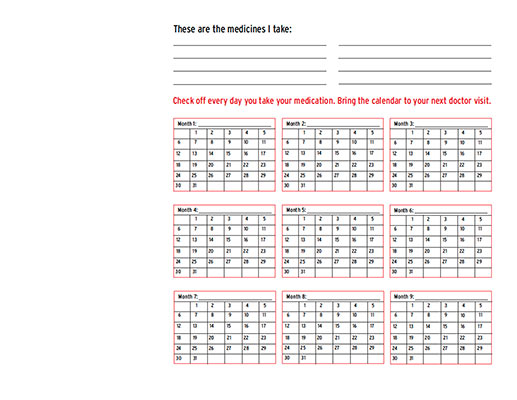 These are the medicines I take:
Check off every day you take your medication. Bring the calendar to your next doctor visit.
Month 1: Month 2: Month 3:
1 2 3 4 5 1 2 3 4 5 1 2 3 4 5
6 7 8 9 10 11 6 7 8 9 10 11 6 7 8 9 10 11
12 13 14 15 16 17 12 13 14 15 16 17 12 13 14 15 16 17
18 19 20 21 22 23 18 19 20 21 22 23 18 19 20 21 22 23
24 25 26 27 28 29 24 25 26 27 28 29 24 25 26 27 28 29
30 31 30 31 30 31
Month 4: Month 5: Month 6:
1 2 3 4 5 1 2 3 4 5 1 2 3 4 5
6 7 8 9 10 11 6 7 8 9 10 11 6 7 8 9 10 11
12 13 14 15 16 17 12 13 14 15 16 17 12 13 14 15 16 17
18 19 20 21 22 23 18 19 20 21 22 23 18 19 20 21 22 23
24 25 26 27 28 29 24 25 26 27 28 29 24 25 26 27 28 29
30 31 30 31 30 31
Month 7: Month 8: Month 9:
1 2 3 4 5 1 2 3 4 5 1 2 3 4 5
6 7 8 9 10 11 6 7 8 9 10 11 6 7 8 9 10 11
12 13 14 15 16 17 12 13 14 15 16 17 12 13 14 15 16 17
18 19 20 21 22 23 18 19 20 21 22 23 18 19 20 21 22 23
24 25 26 27 28 29 24 25 26 27 28 29 24 25 26 27 28 29
30 31 30 31 30 31